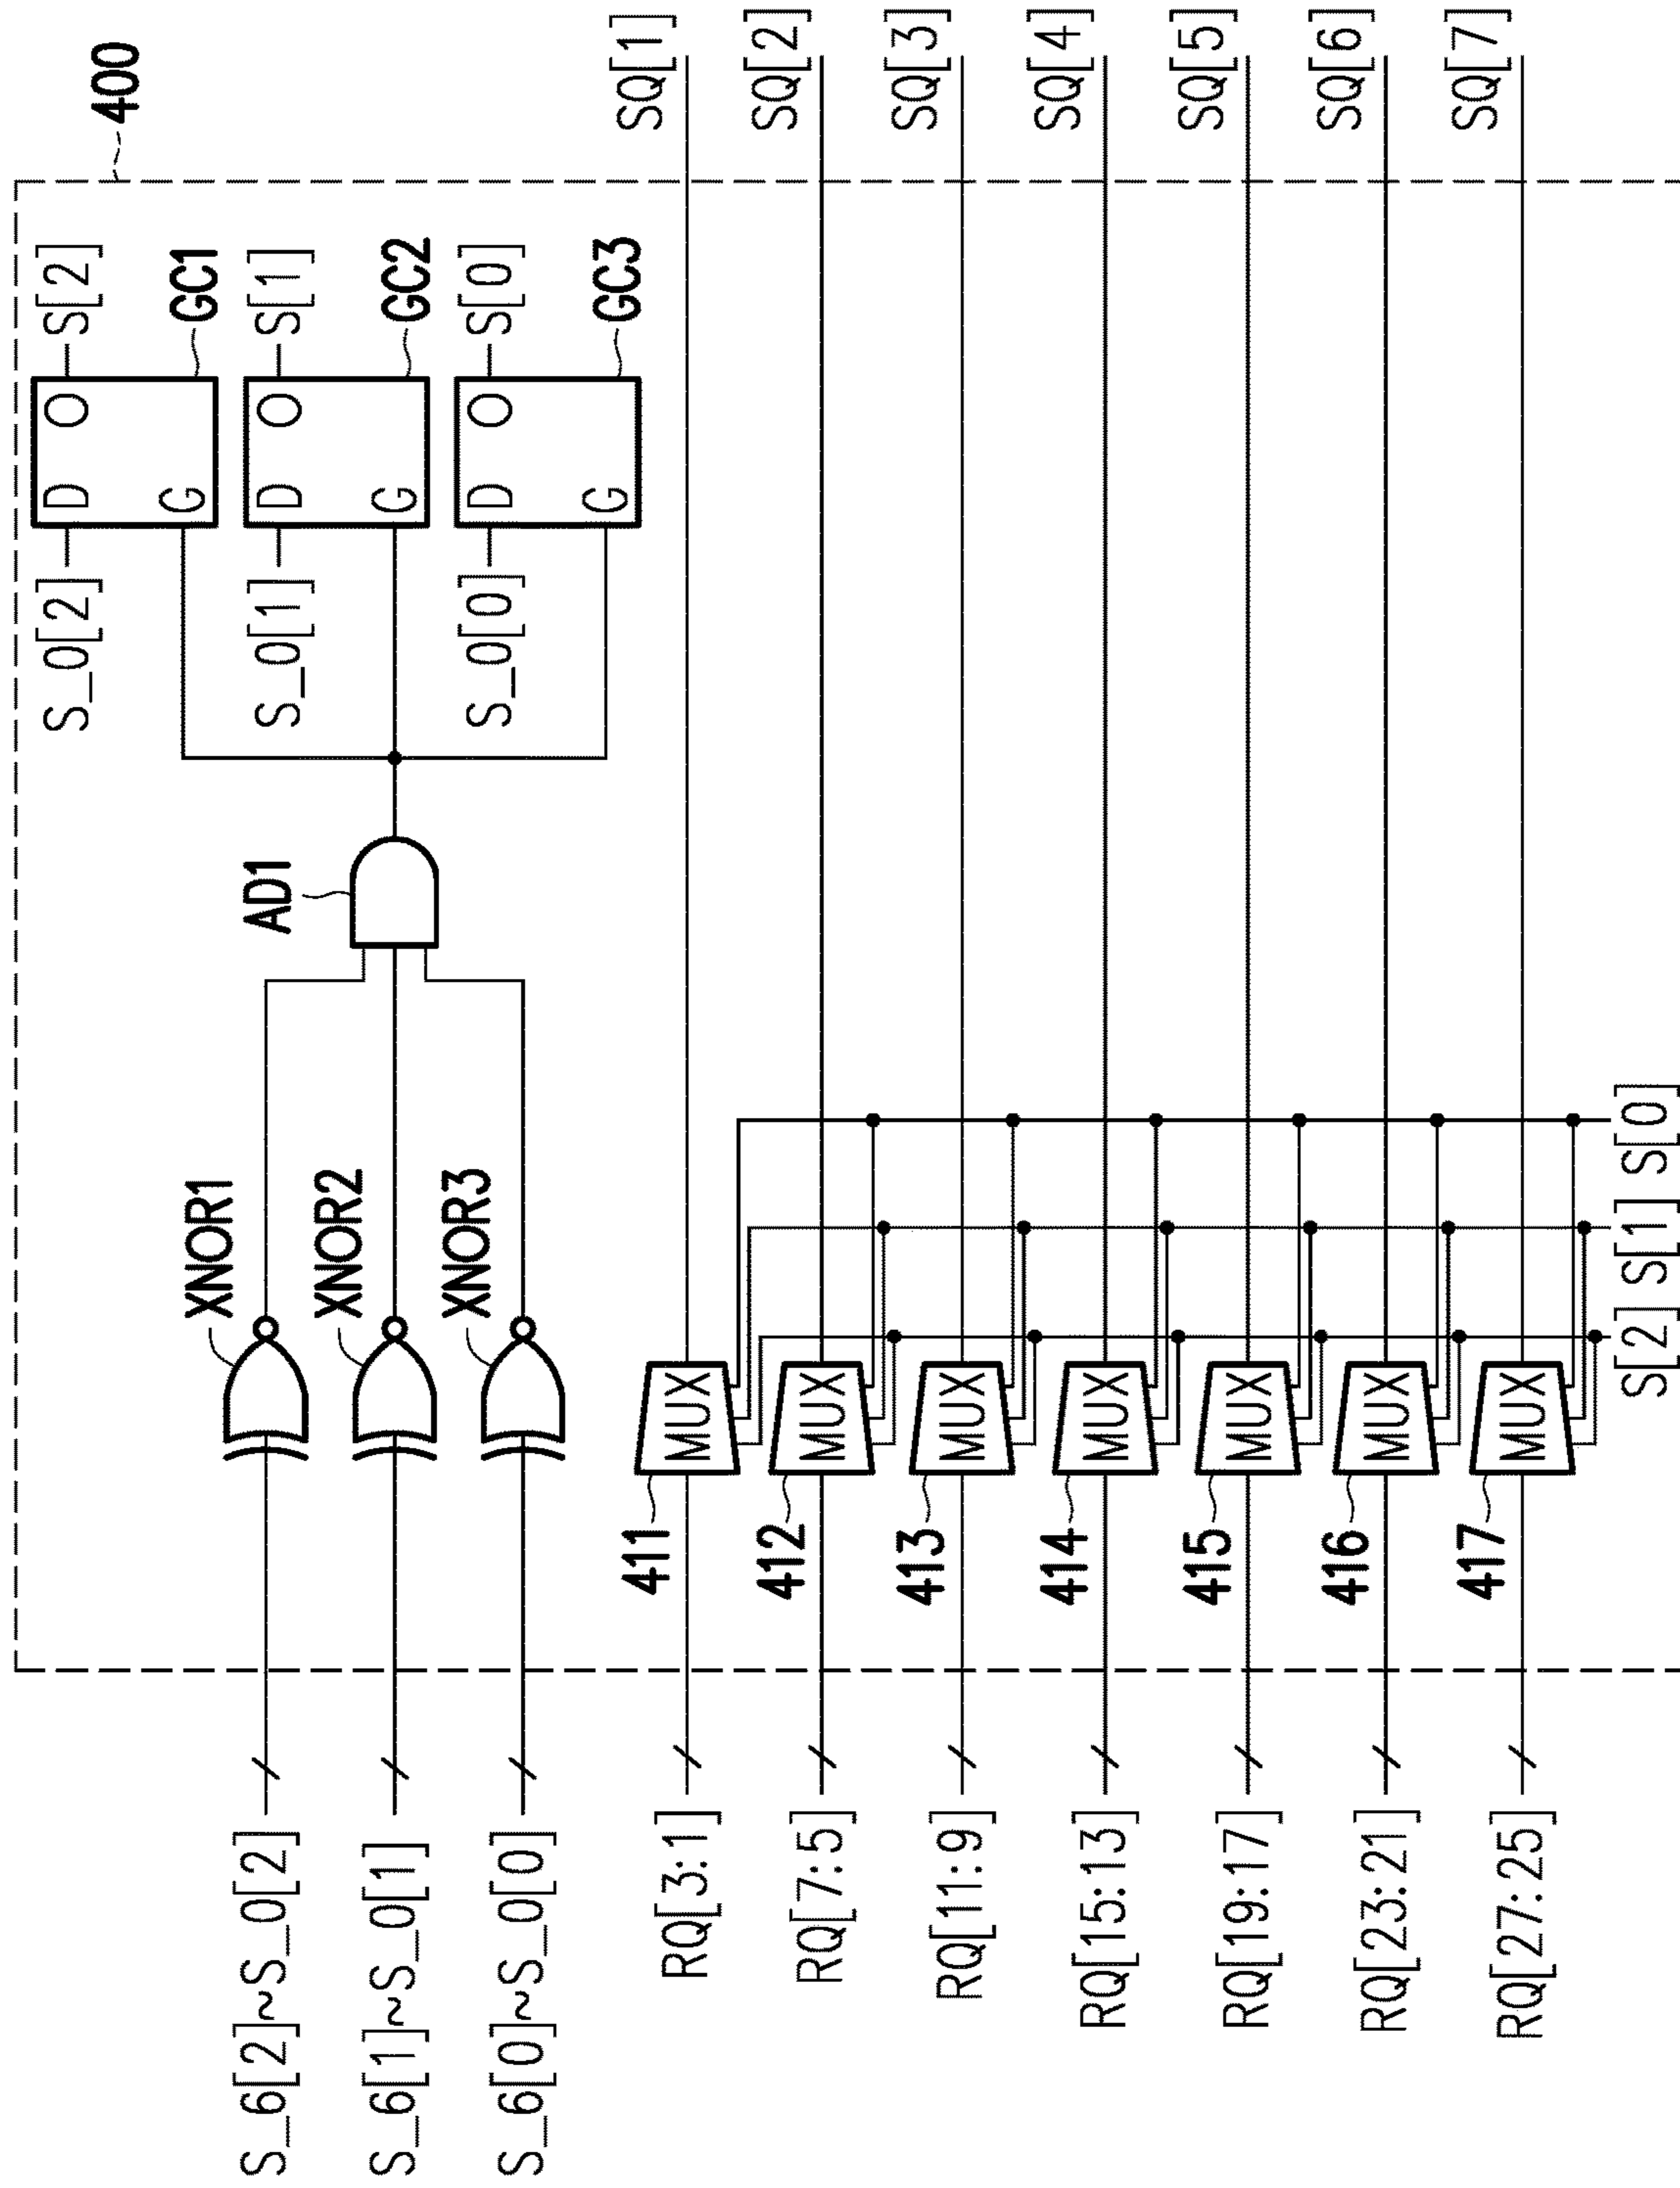 400
S_6[2]~S_0[2]
XNOR1
S_6[1]~S_0[1]
XNOR2
S_6[0]~S_0[0]
XNOR3
AD1
S_0[2]
D O
G
S[2]
GC1
S_0[1]
D O
G
S[1]
GC2
S_0[0]
D O
G
S[0]
GC3
RQ[3:1]
411
MUX
SQ[1]
RQ[7:5]
412
MUX
SQ[2]
RQ[11:9]
413
MUX
SQ[3]
RQ[15:13]
414
MUX
SQ[4]
RQ[19:17]
415
MUX
SQ[5]
RQ[23:21]
416
MUX
SQ[6]
RQ[27:25]
417
MUX
SQ[7]
S[2] S[1] S[0]